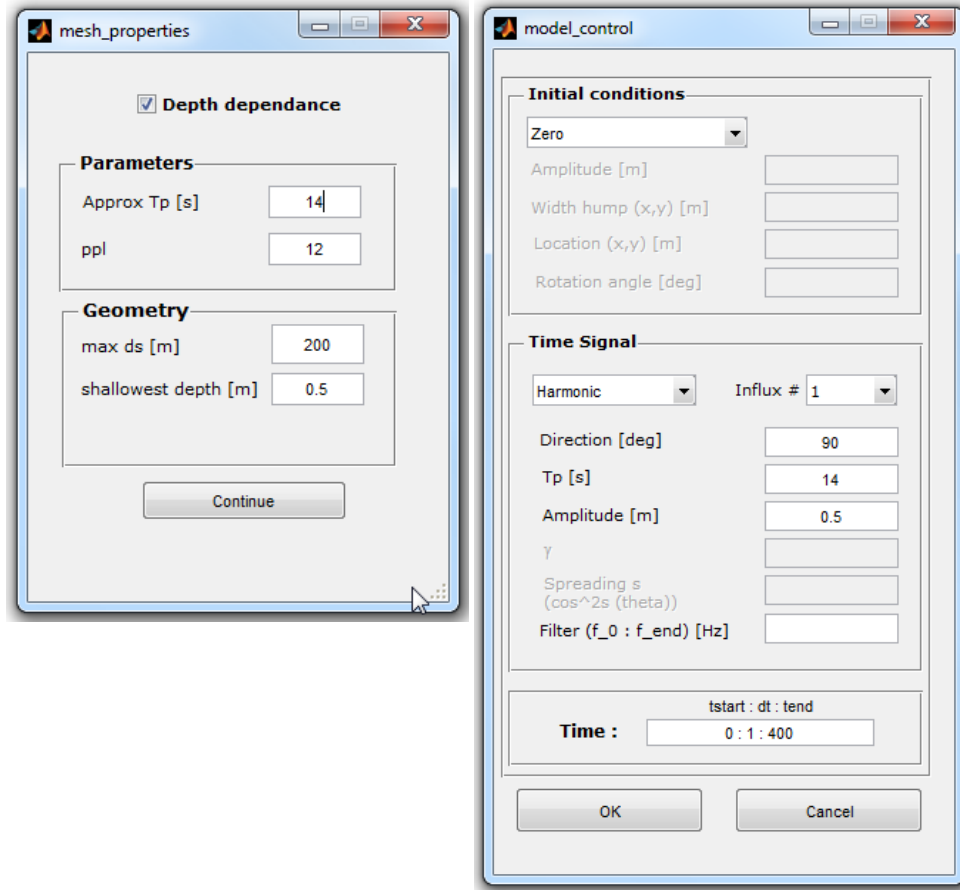 mesh_properties
Depth dependance
Parameters
Approx Tp [s] 14
ppl 12
Geometry
max ds [m] 200
shallowest depth [m] 0.5
Continue
model_control
Initial conditions
Zero
Amplitude [m]
Width hump (x,y) [m]
Location (x,y) [m]
Rotation angle [deg]
Time Signal
Harmonic Influx # 1
Direction [deg] 90
Tp [s] 14
Amplitude [m] 0.5
γ
Spreading s
(cos^2s (theta))
Filter (f_0 : f_end) [Hz]
tstart : dt : tend
Time : 0 : 1 : 400
OK Cancel